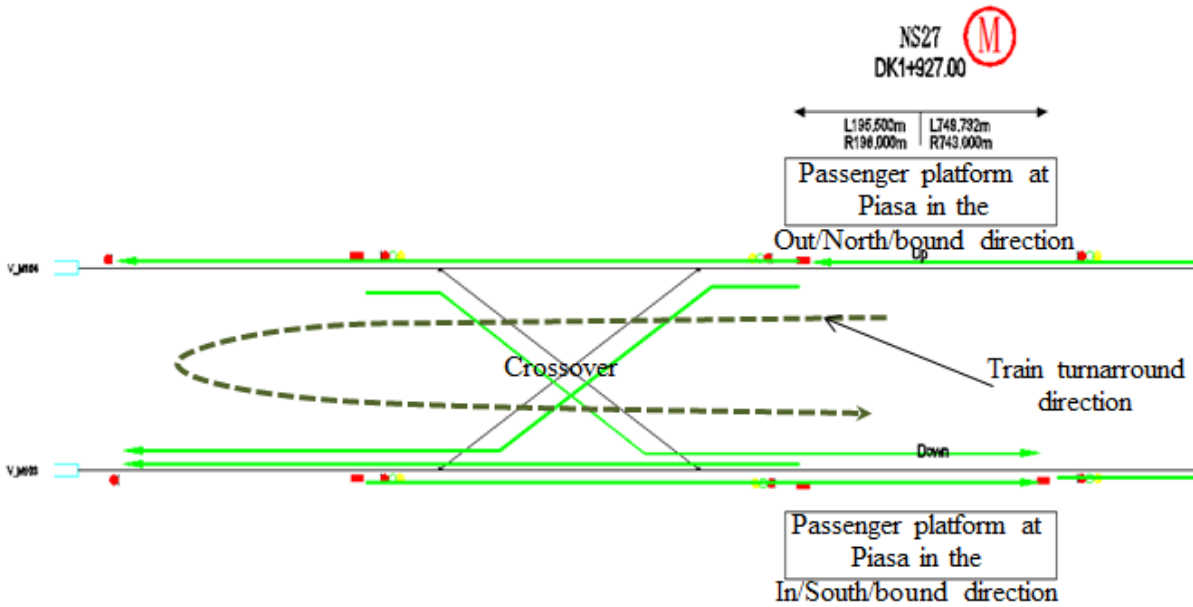 NS27
M
DK1+927.00
L195.500m L749.732m
R196.000m R743.000m
Passenger platform at
Piasa in the
Out/North/bound direction
Up
Crossover
Train turnarround
direction
Down
Passenger platform at
Piasa in the
In/South/bound direction